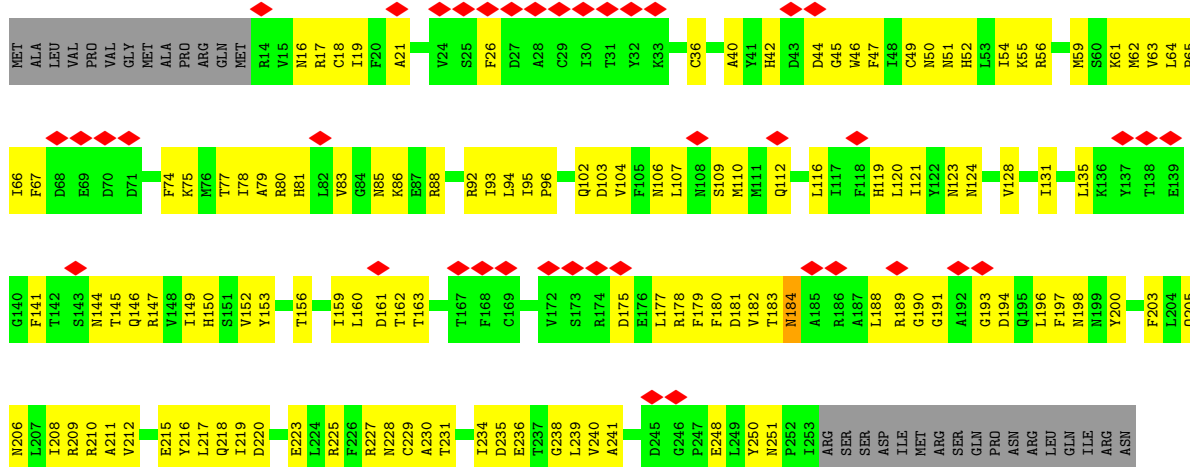 MET ALA LEU VAL PRO VAL GLY MET ALA PRO ARG GLN MET R14 V15 N16 R17 C18 I19 F20 A21 V24 S25 F26 D27 A28 C29 I30 T31 Y32 K33 C36 A40 Y41 H42 D43 D44 G45 W46 F47 I48 C49 N50 N51 H52 L53 I54 K55 R56 M59 S60 K61 M62 V63 L64 P65
I66 F67 D68 E69 D70 D71 F74 K75 M76 T77 I78 A79 R80 H81 L82 V83 G84 N85 K86 E87 R88 R92 I93 L94 I95 P96 Q102 D103 V104 F105 N106 L107 N108 S109 M110 M111 Q112 L116 I117 F118 H119 L120 I121 Y122 N123 N124 V128 I131 L135 K136 Y137 T138 E139
G140 F141 T142 S143 N144 T145 Q146 R147 V148 I149 H150 S151 V152 Y153 T156 I159 L160 D161 T162 T163 T167 F168 C169 V172 S173 R174 D175 E176 L177 R178 F179 F180 D181 V182 T183 N184 A185 R186 A187 L188 R189 G190 G191 A192 G193 D194 Q195 L196 F197 N198 N199 Y200 F203 L204 Q205
N206 L207 I208 R209 R210 A211 V212 E215 Y216 L217 Q218 I219 D220 E223 L224 R225 F226 R227 N228 C229 A230 T231 I234 D235 E236 T237 G238 L239 V240 A241 D245 G246 P247 E248 L249 Y250 N251 P252 I253 ARG SER SER ASP ILE MET ARG SER GLN PRO ASN ARG LEU GLN ILE ARG ASN